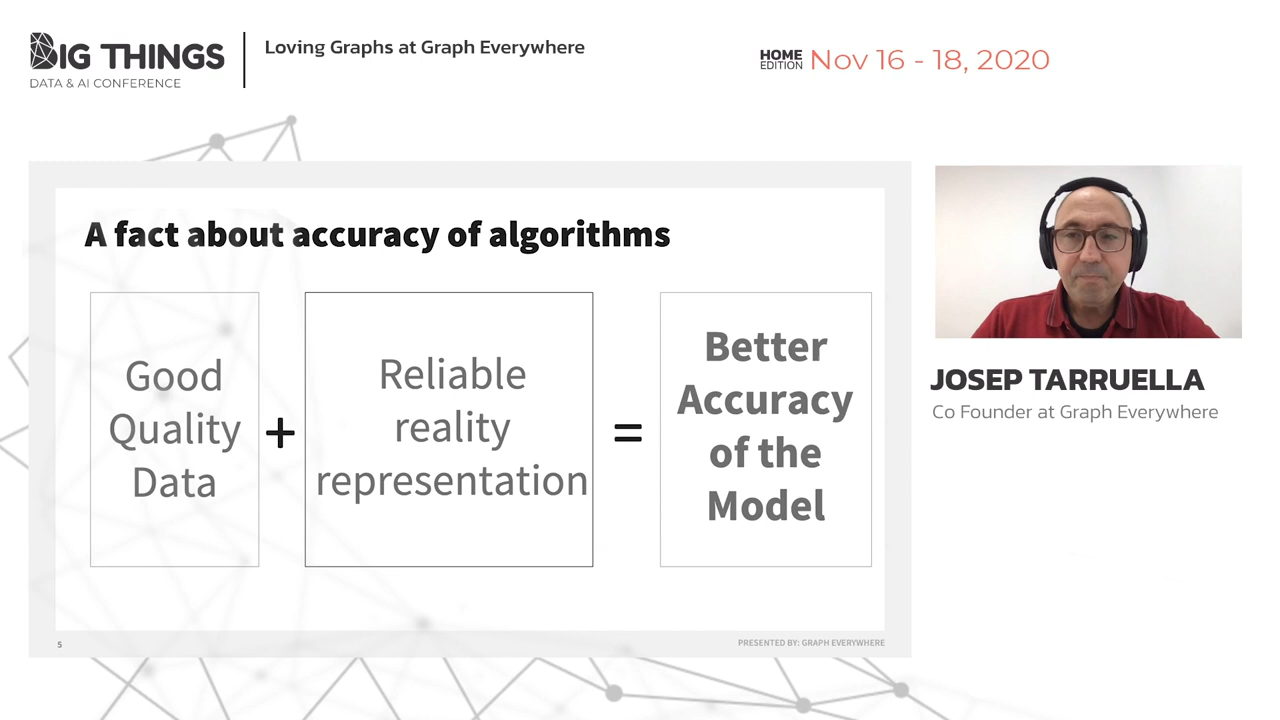 BIG THINGS
DATA & AI CONFERENCE
Loving Graphs at Graph Everywhere
HOME
EDITION
Nov 16 - 18, 2020
A fact about accuracy of algorithms
Good
Quality
Data
+
Reliable
reality
representation
=
Better
Accuracy
of the
Model
5
PRESENTED BY: GRAPH EVERYWHERE
JOSEP TARRUELLA
Co Founder at Graph Everywhere